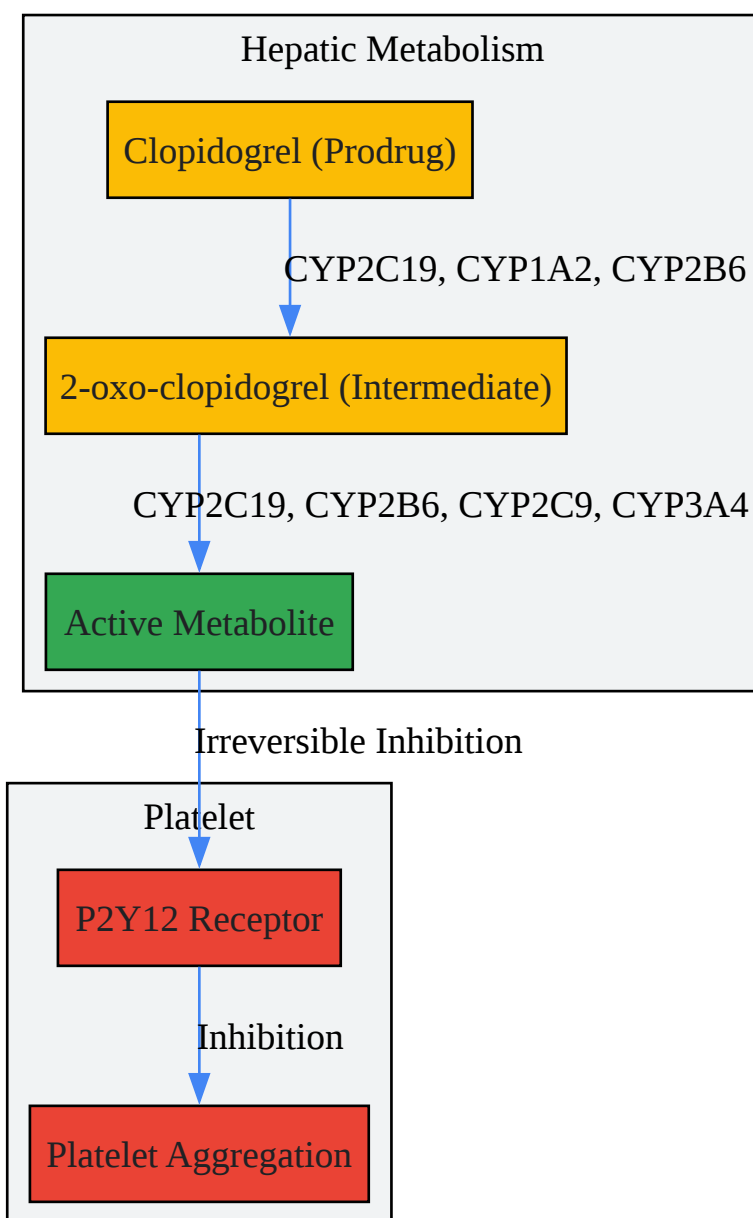 Hepatic Metabolism
Clopidogrel (Prodrug)
CYP2C19, CYP1A2, CYP2B6
2-oxo-clopidogrel (Intermediate)
CYP2C19, CYP2B6, CYP2C9, CYP3A4
Active Metabolite
Irreversible Inhibition
Platelet
P2Y12 Receptor
Inhibition
Platelet Aggregation